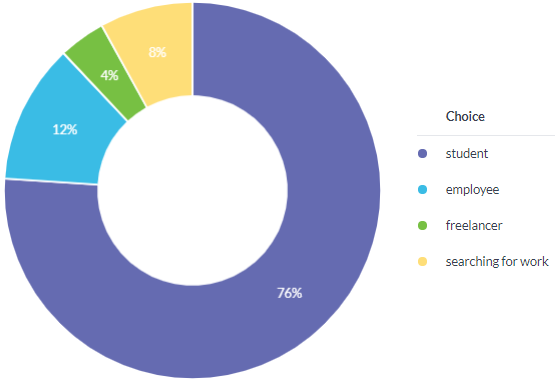 8%
4%
12%
76%
Choice
student
employee
freelancer
searching for work